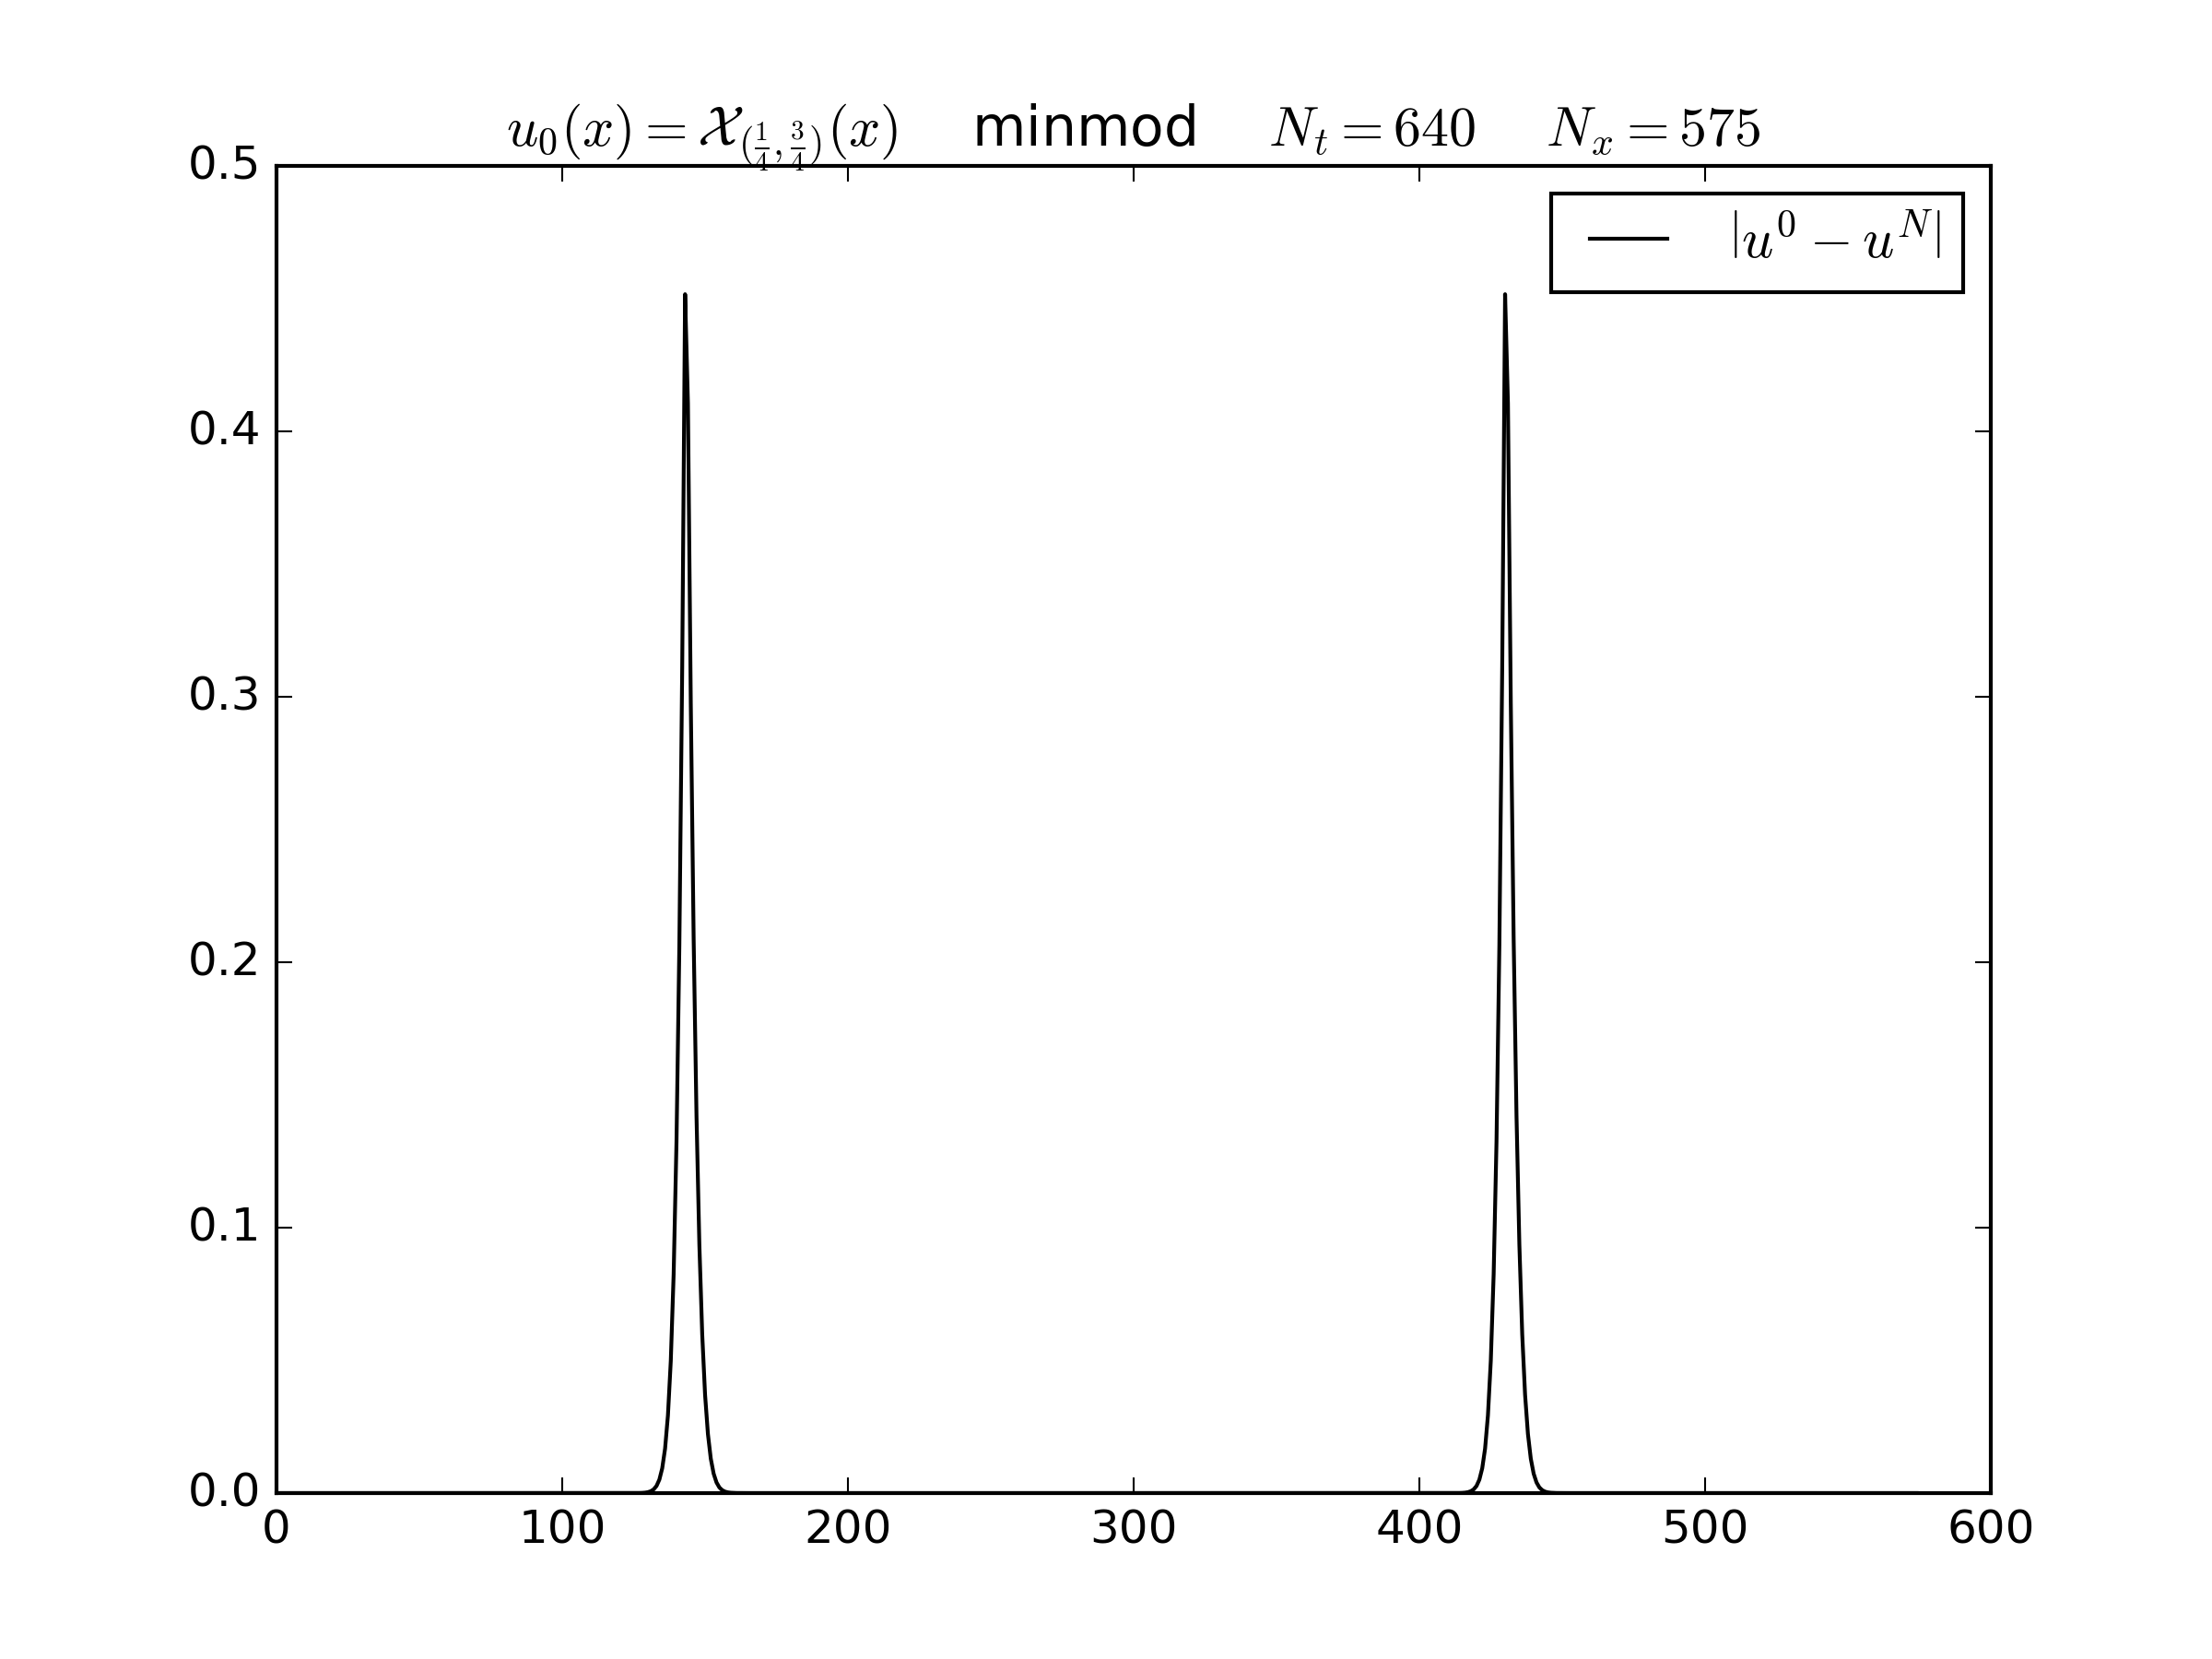 u₀(x) = 𝒳_(1/4, 3/4)(x) minmod Nₜ = 640 Nₓ = 575
|u⁰ − uᴺ|
0.5
0.4
0.3
0.2
0.1
0.0
0 100 200 300 400 500 600